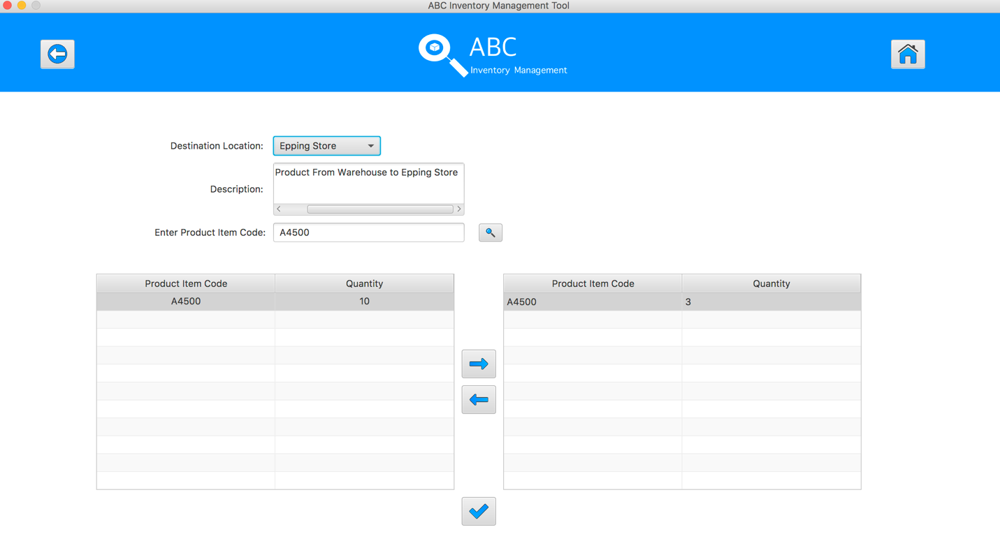 ABC Inventory Management Tool
ABC
Inventory Management
Destination Location:
Epping Store
Description:
Product From Warehouse to Epping Store
Enter Product Item Code:
A4500
Product Item Code Quantity
A4500 10
Product Item Code Quantity
A4500 3